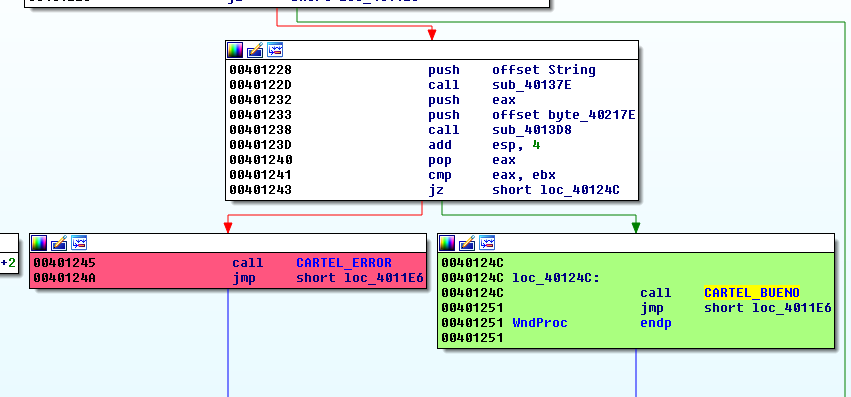 00401228 push offset String
0040122D call sub_40137E
00401232 push eax
00401233 push offset byte_40217E
00401238 call sub_4013D8
0040123D add esp, 4
00401240 pop eax
00401241 cmp eax, ebx
00401243 jz short loc_40124C
+2
00401245 call CARTEL_ERROR
0040124A jmp short loc_4011E6
0040124C
0040124C loc_40124C:
0040124C call CARTEL_BUENO
00401251 jmp short loc_4011E6
00401251 WndProc endp
00401251